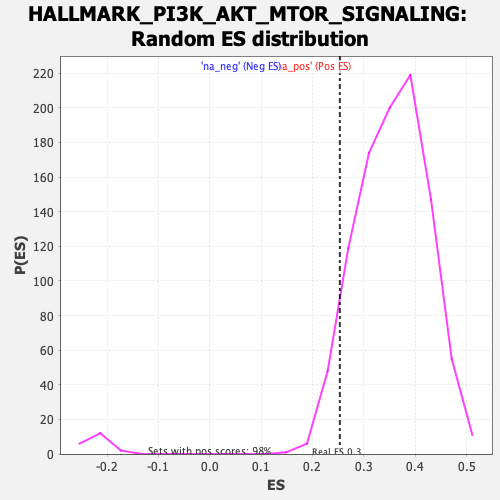 HALLMARK_PI3K_AKT_MTOR_SIGNALING:
Random ES distribution
'na_neg' (Neg ES)
a_pos' (Pos ES)
220
200
180
160
140
120
100
80
60
40
20
0
P(ES)
Sets with pos scores: 98%
Real ES 0.3
-0.2 -0.1 0.0 0.1 0.2 0.3 0.4 0.5
ES